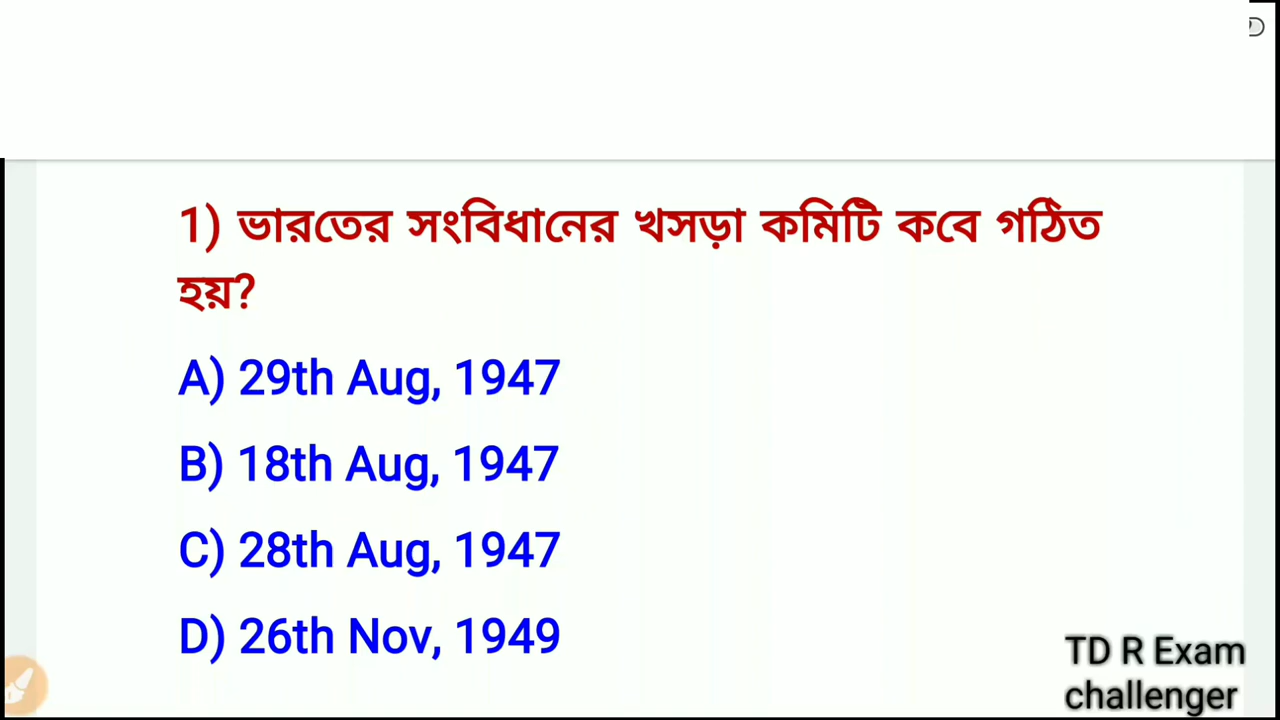 1) ভারতের সংবিধানের খসড়া কমিটি কবে গঠিত
হয়?
A) 29th Aug, 1947
B) 18th Aug, 1947
C) 28th Aug, 1947
D) 26th Nov, 1949
TD R Exam
challenger